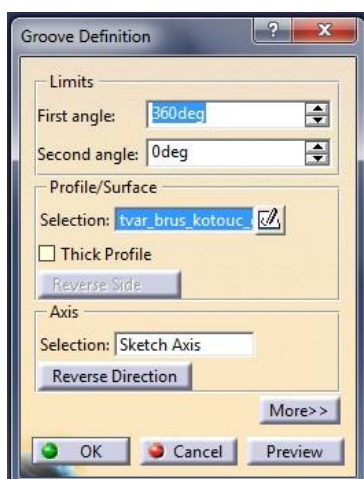 Groove Definition
Limits
First angle: 360deg
Second angle: 0deg
Profile/Surface
Selection: tvar_brus_kotouc_
Thick Profile
Reverse Side
Axis
Selection: Sketch Axis
Reverse Direction
More>>
OK Cancel Preview